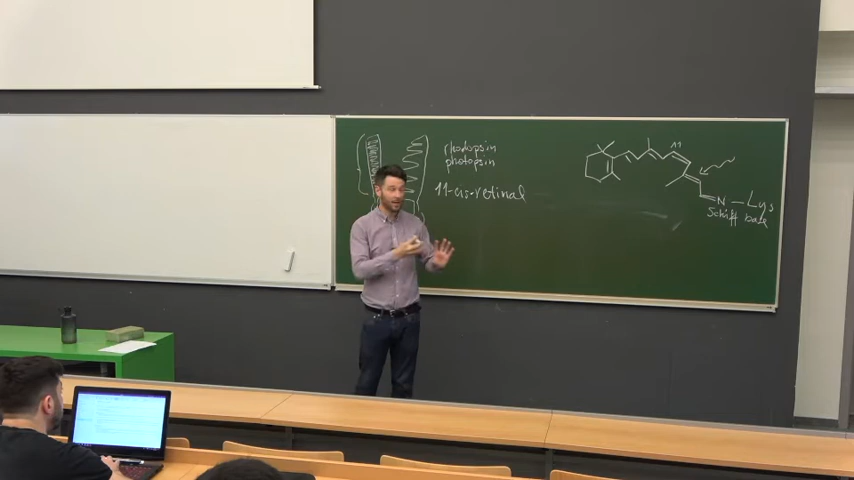 rhodopsin
photopsin
11-cis-retinal
11
N - Lys
Schiff base